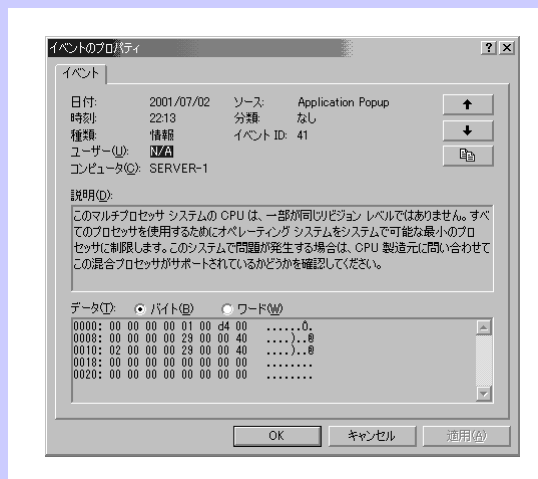 イベントのプロパティ
イベント
日付: 2001/07/02 ソース: Application Popup
時刻: 22:13 分類: なし
種類: 情報 イベント ID: 41
ユーザー(U): N/A
コンピュータ(C): SERVER-1
説明(D):
このマルチプロセッサ システムの CPU は、一部が同じリビジョン レベルではありません。すべ
てのプロセッサを使用するためにオペレーティング システムをシステムで可能な最小のプロ
セッサに制限します。このシステムで問題が発生する場合は、CPU 製造元に問い合わせて
この混合プロセッサがサポートされているかどうかを確認してください。
データ(T): バイト(B) ワード(W)
0000: 00 00 00 00 01 00 d4 00 ......Ô.
0008: 00 00 00 00 29 00 00 40 ....)..@
0010: 02 00 00 00 29 00 00 40 ....)..@
0018: 00 00 00 00 00 00 00 00 ........
0020: 00 00 00 00 00 00 00 00 ........
OK キャンセル 適用(A)